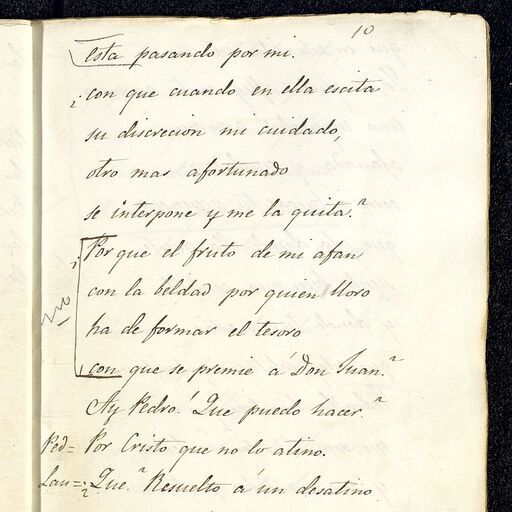 10
esta pasando por mi.
¿con que cuando en ella escita
su discrecion mi cuidado,
otro mas afortunado
se interpone y me la quita?
¿Porque el fruto de mi afan
con la beldad por quien lloro
ha de formar el tesoro
con que se premie á Don Juan?
Ay Pedro! Que puedo hacer?
Ped= Por Cristo que no lo atino.
Lau=¿Que? Resuelto á un desatino